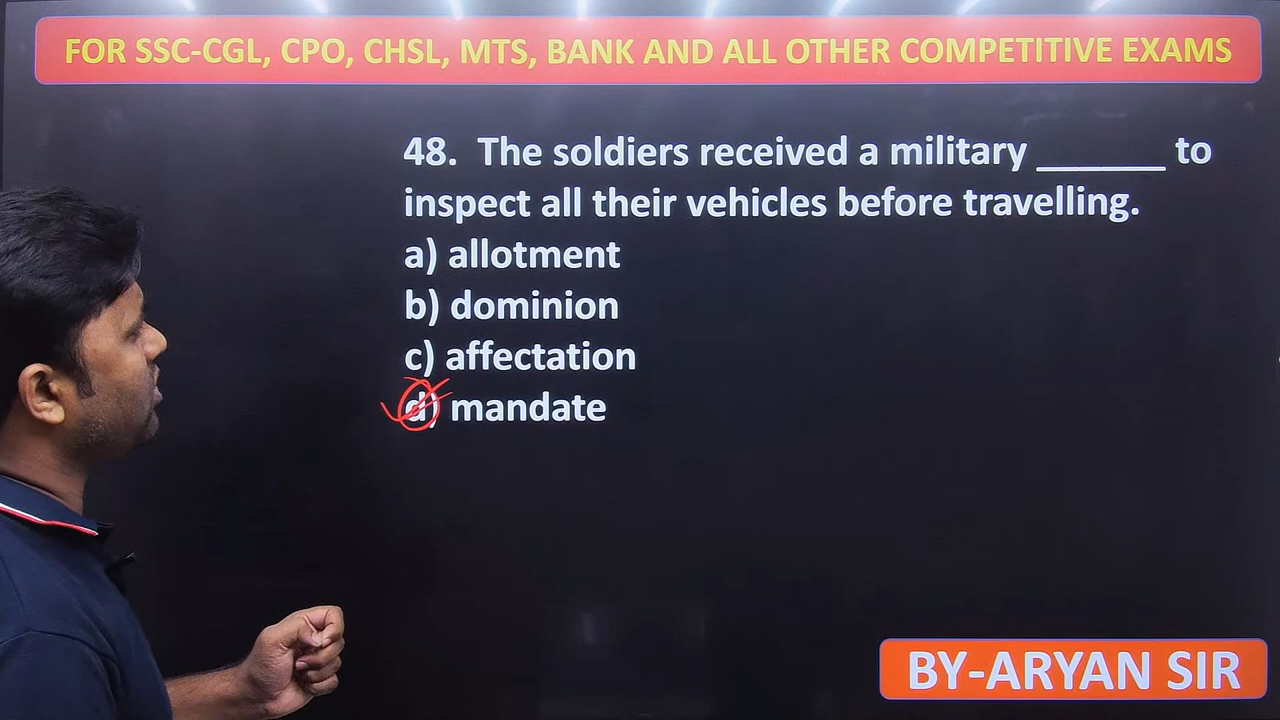 FOR SSC-CGL, CPO, CHSL, MTS, BANK AND ALL OTHER COMPETITIVE EXAMS
48. The soldiers received a military ______ to
inspect all their vehicles before travelling.
a) allotment
b) dominion
c) affectation
d) mandate
BY-ARYAN SIR